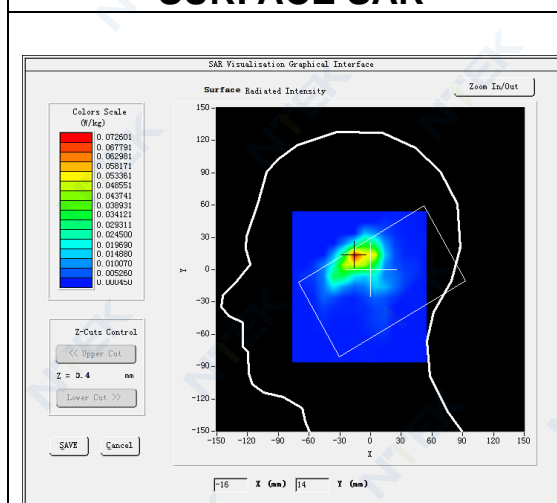 SURFACE SAR
SAR Visualisation Graphical Interface
Surface Radiated Intensity
Zoom In/Out
Colors Scale
(W/kg)
0.072601
0.067791
0.062981
0.058171
0.053361
0.048551
0.043741
0.038931
0.034121
0.029311
0.024500
0.019690
0.014880
0.010070
0.005260
0.000450
150
120
90
60
30
0
-30
-60
-90
-120
-150
Y
-150 -120 -90 -60 -30 0 30 60 90 120 150
X
Z-Cuts Control
<< Upper Cut
Z = 0.4 mm
Lower Cut >>
SAVE Cancel
-16 X (mm) 14 Y (mm)
NTEK